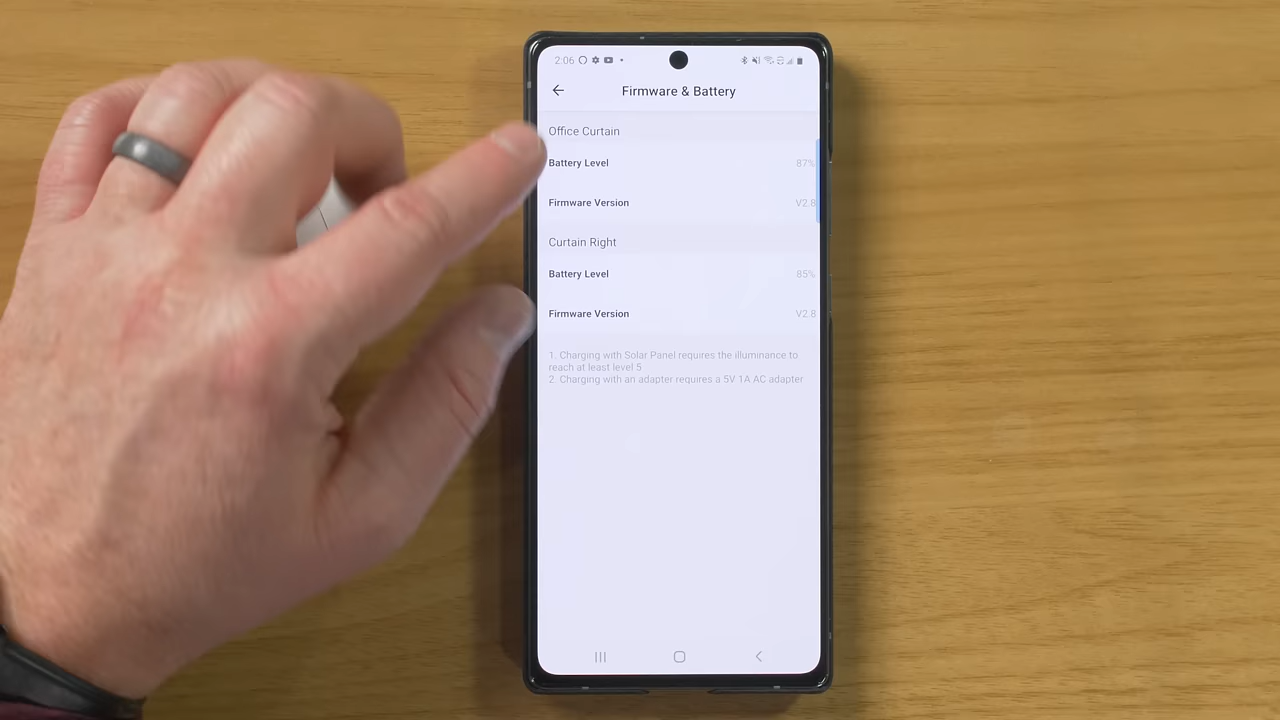 2:06
Firmware & Battery
Office Curtain
Battery Level 87%
Firmware Version V2.8
Curtain Right
Battery Level 85%
Firmware Version V2.8
1. Charging with Solar Panel requires the illuminance to
reach at least level 5
2. Charging with an adapter requires a 5V 1A AC adapter